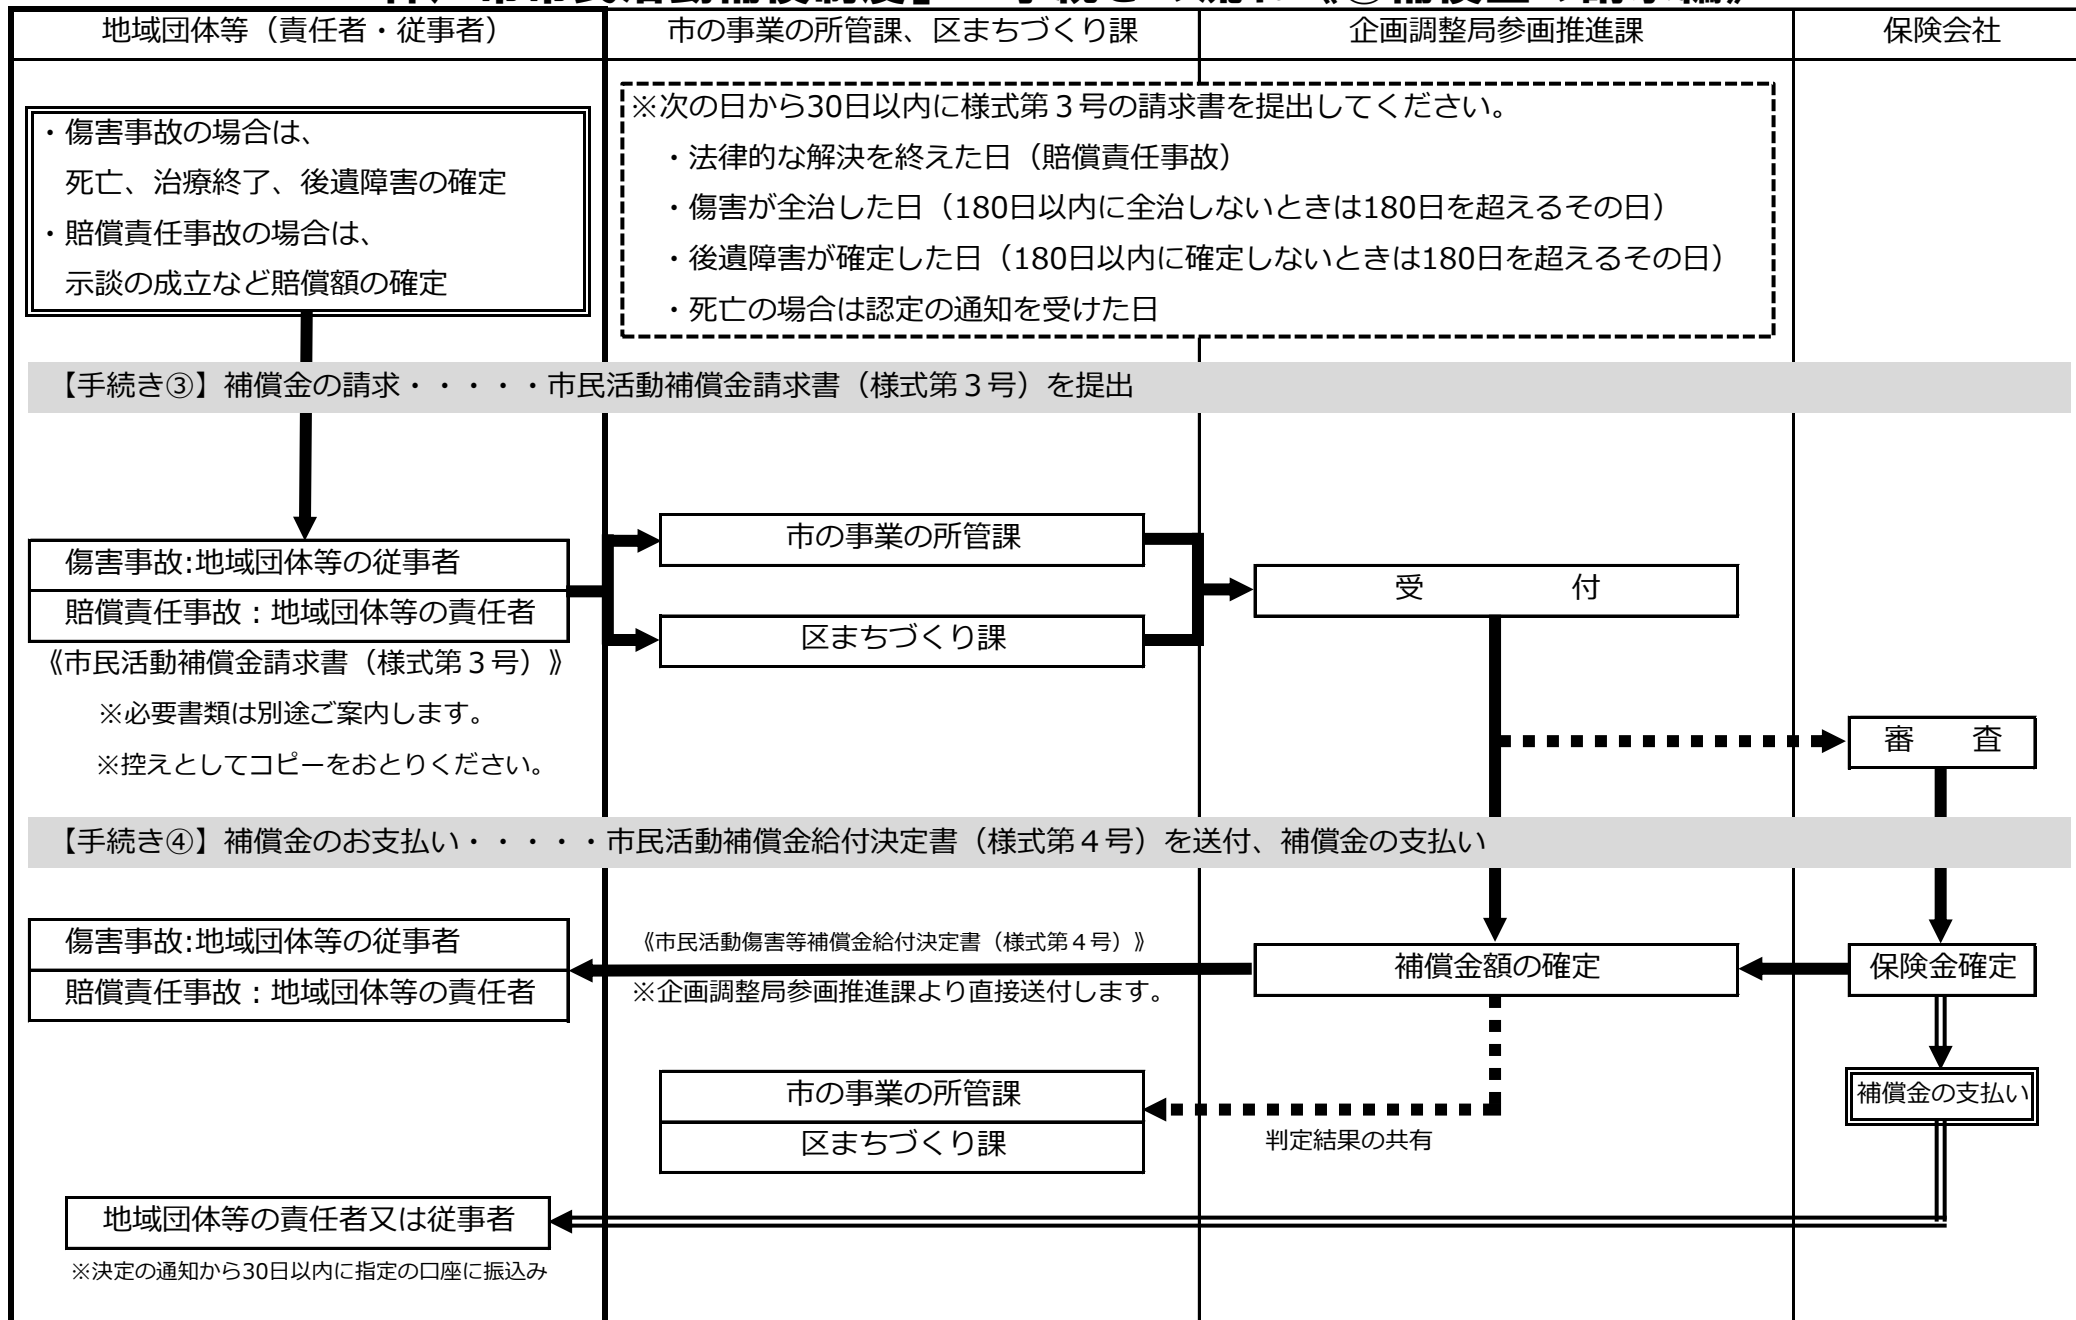 地域団体等（責任者・従事者）
市の事業の所管課、区まちづくり課
企画調整局参画推進課
保険会社
・傷害事故の場合は、
死亡、治療終了、後遺障害の確定
・賠償責任事故の場合は、
示談の成立など賠償額の確定
※次の日から30日以内に様式第３号の請求書を提出してください。
・法律的な解決を終えた日（賠償責任事故）
・傷害が全治した日（180日以内に全治しないときは180日を超えるその日）
・後遺障害が確定した日（180日以内に確定しないときは180日を超えるその日）
・死亡の場合は認定の通知を受けた日
【手続き③】補償金の請求・・・・・市民活動補償金請求書（様式第３号）を提出
傷害事故:地域団体等の従事者
賠償責任事故：地域団体等の責任者
《市民活動補償金請求書（様式第３号）》
※必要書類は別途ご案内します。
※控えとしてコピーをおとりください。
市の事業の所管課
区まちづくり課
受　　　　　付
審　　査
【手続き④】補償金のお支払い・・・・・市民活動補償金給付決定書（様式第４号）を送付、補償金の支払い
傷害事故:地域団体等の従事者
賠償責任事故：地域団体等の責任者
《市民活動傷害等補償金給付決定書（様式第４号）》
※企画調整局参画推進課より直接送付します。
補償金額の確定
保険金確定
市の事業の所管課
区まちづくり課
判定結果の共有
補償金の支払い
地域団体等の責任者又は従事者
※決定の通知から30日以内に指定の口座に振込み